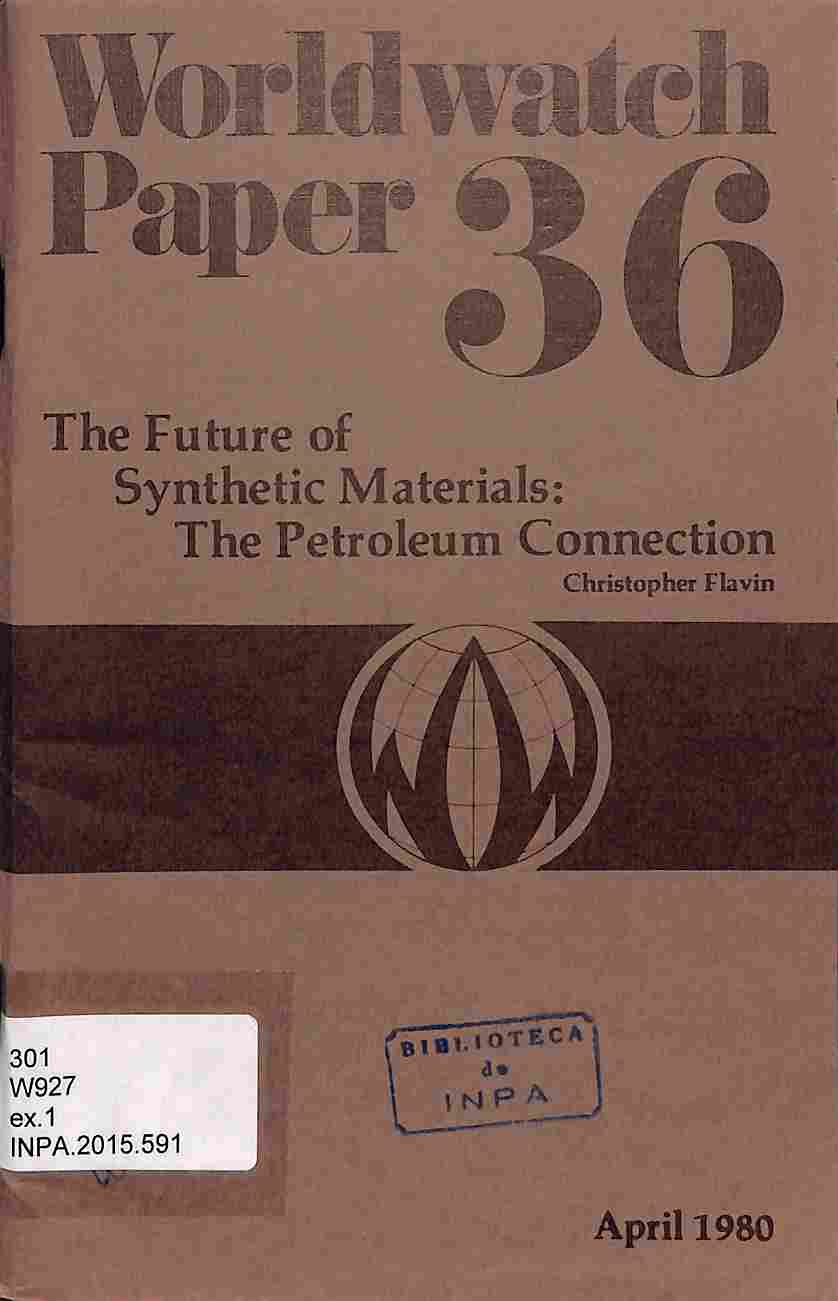 Worldwatch
Paper 36
The Future of
Synthetic Materials:
The Petroleum Connection
Christopher Flavin
301
W927
ex.1
INPA.2015.591
BIBLIOTECA
de
INPA
April 1980